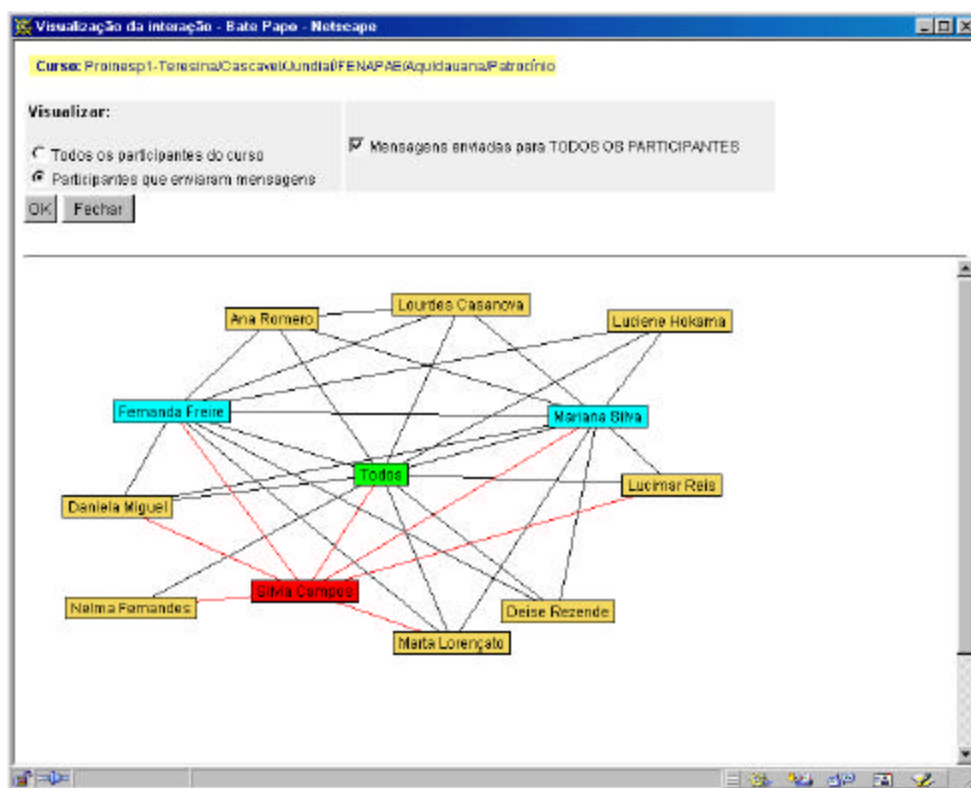 Visualização da interação - Bate Papo - Netscape
Curso: Proinesp1-Teresina/Cascavel/Jundiaí/FENAPAE/Aquidauana/Patrocínio
Visualizar:
Todos os participantes do curso
Mensagens enviadas para TODOS OS PARTICIPANTES
Participantes que enviaram mensagens
OK Fechar
Lourdes Casanova
Ana Romero
Luciene Hokama
Fernanda Freire
Mariana Silva
Todos
Lucimar Reis
Daniela Miguel
Silvia Campos
Nelma Fernandes
Deise Rezende
Marta Lorençato